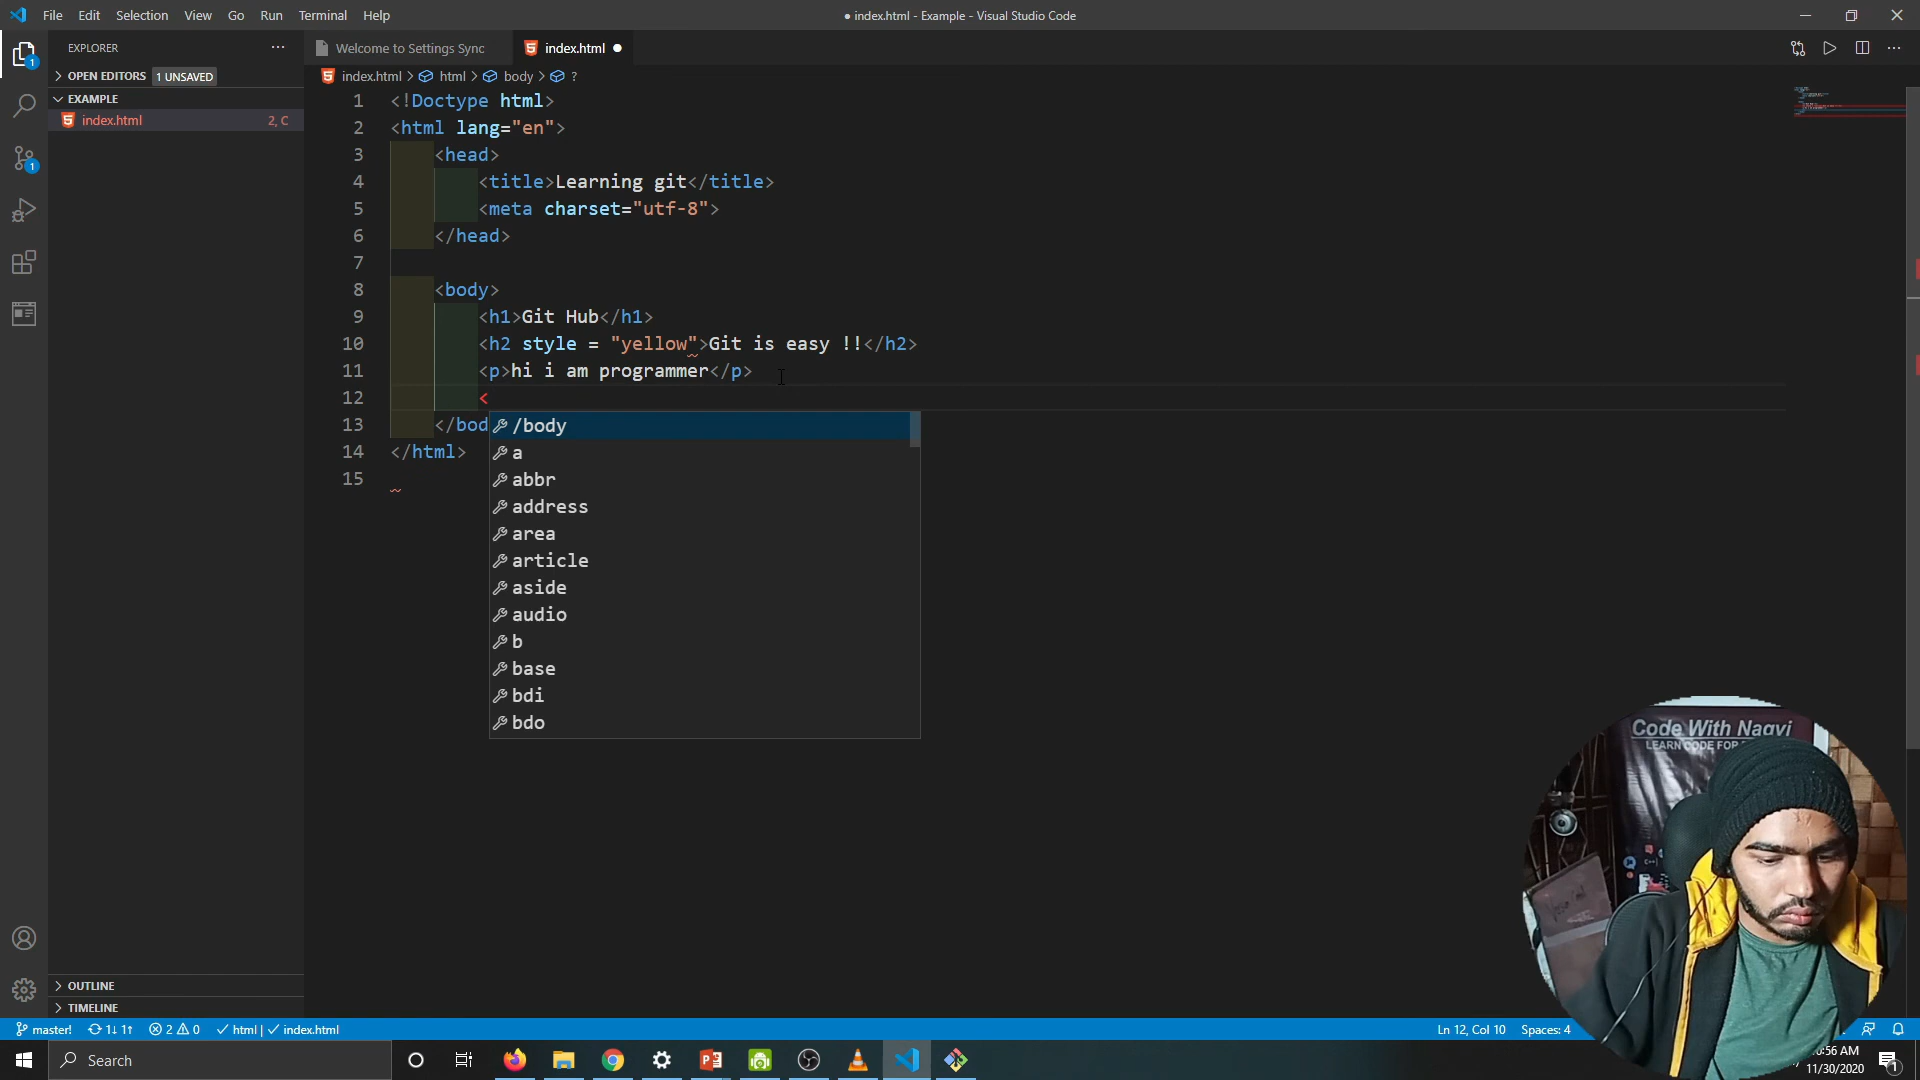 File Edit Selection View Go Run Terminal Help
● index.html - Example - Visual Studio Code
EXPLORER
OPEN EDITORS 1 UNSAVED
EXAMPLE
index.html 2, C
Welcome to Settings Sync
index.html ●
index.html > html > body > ?
1 <!Doctype html>
2 <html lang="en">
3 <head>
4 <title>Learning git</title>
5 <meta charset="utf-8">
6 </head>
7
8 <body>
9 <h1>Git Hub</h1>
10 <h2 style = "yellow">Git is easy !!</h2>
11 <p>hi i am programmer</p>
12 <
13 </bod
14 </html>
15
/body
a
abbr
address
area
article
aside
audio
b
base
bdi
bdo
Code With Naqvi
LEARN CODE FOR
OUTLINE
TIMELINE
master! 1↓ 1↑ 2 0 html | index.html
Ln 12, Col 10 Spaces: 4
Search
:56 AM
11/30/2020